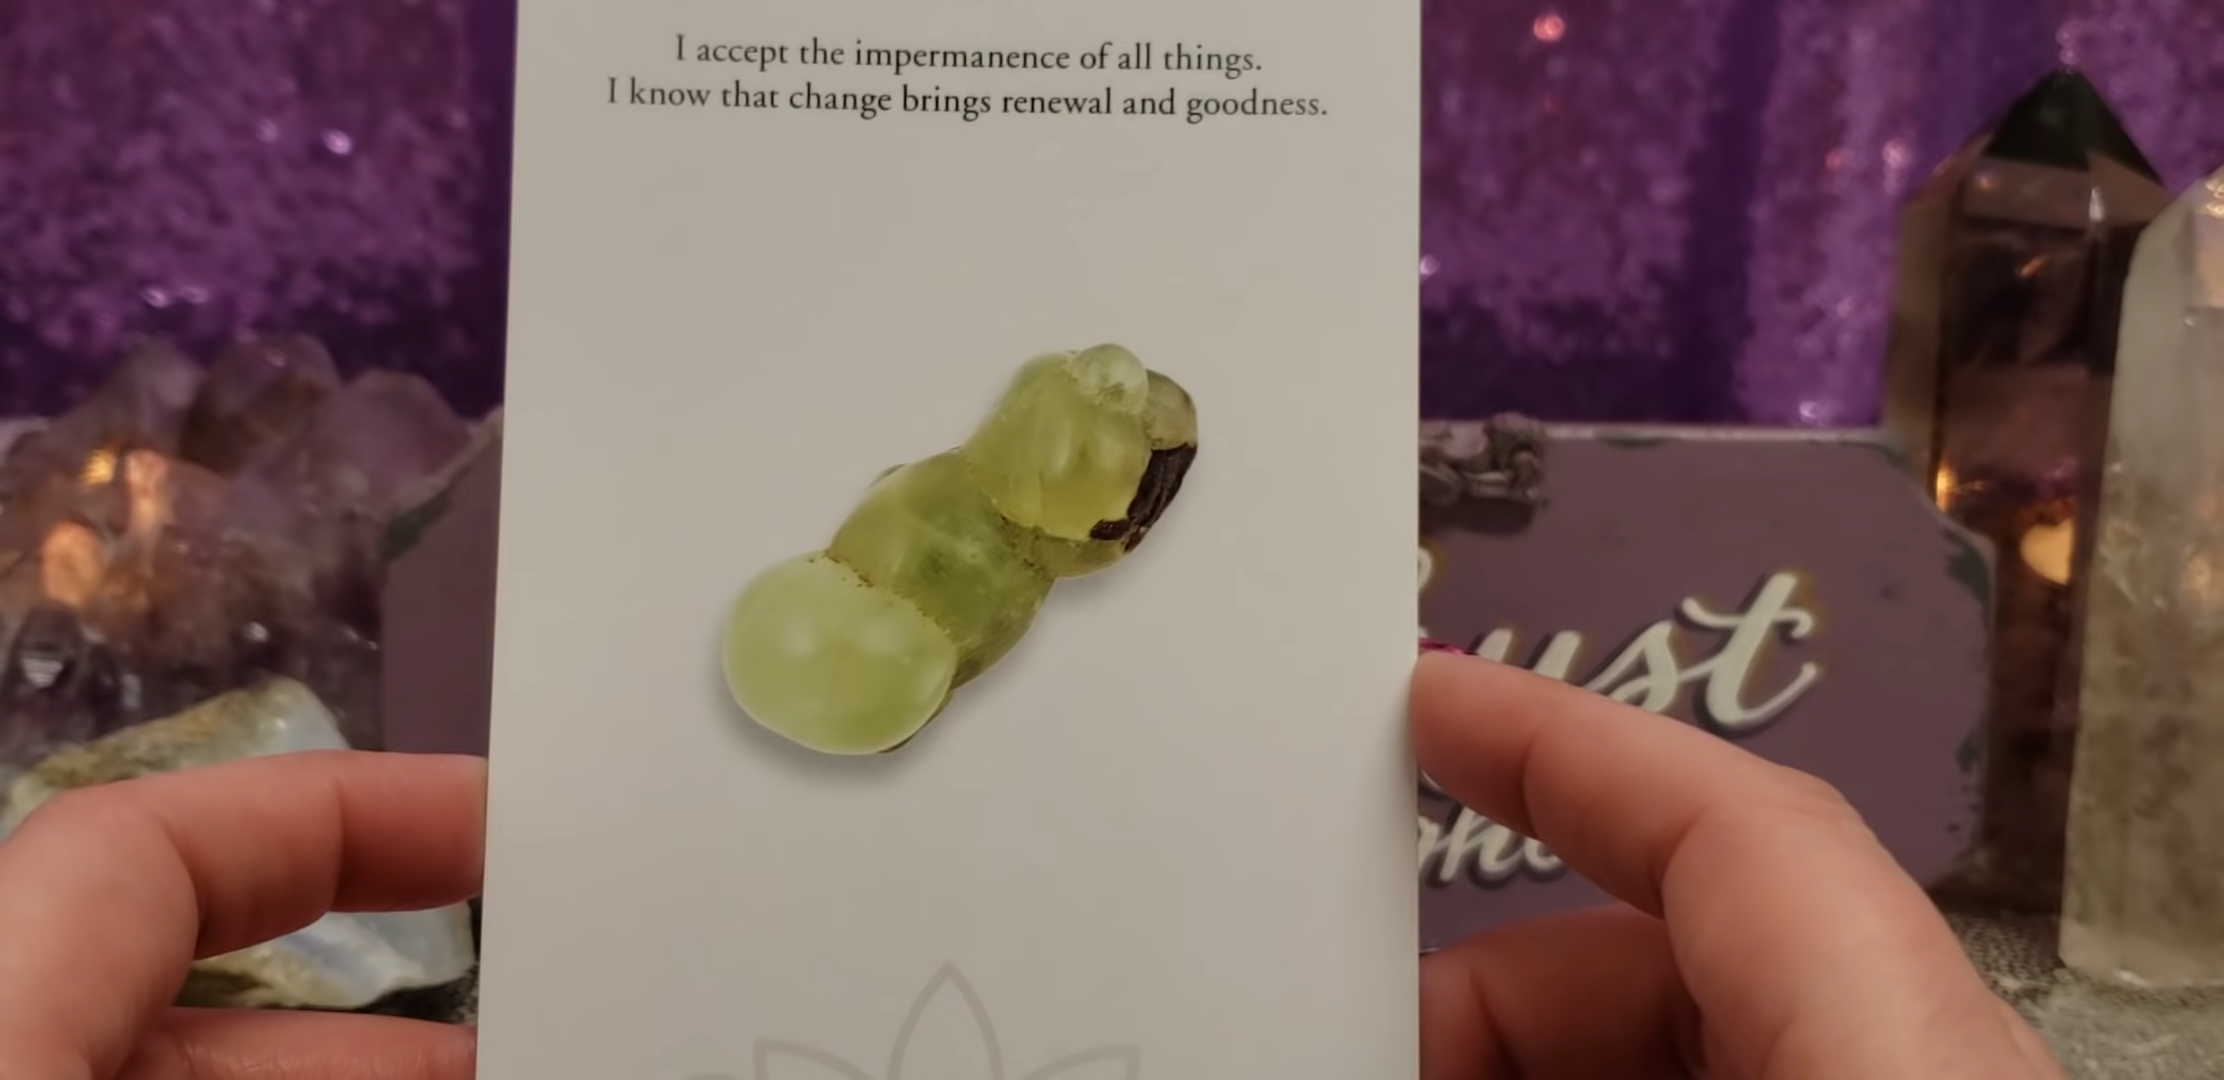 I accept the impermanence of all things.
I know that change brings renewal and goodness.